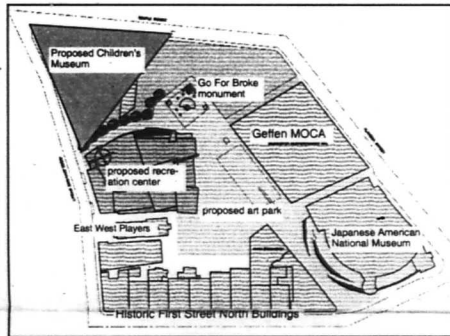 Proposed Children's
Museum
Go For Broke
monument
Geffen MOCA
proposed recre-
ation center
proposed art park
East West Players
Japanese American
National Museum
Historic First Street North Buildings